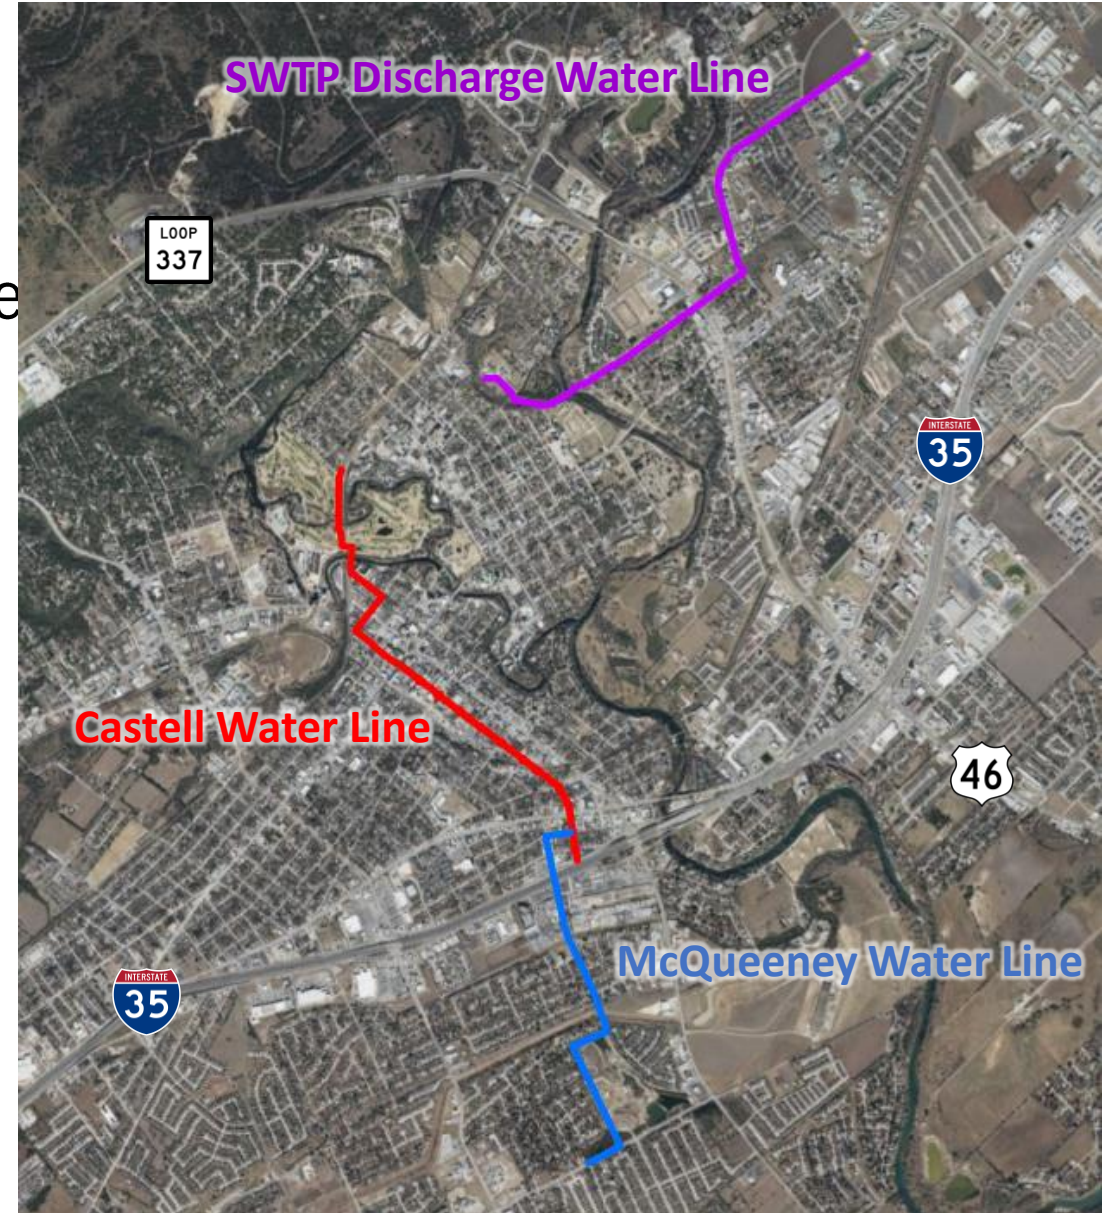 SWTP Discharge Water Line
LOOP
337
e
INTERSTATE
35
Castell Water Line
46
McQueeney Water Line
INTERSTATE
35